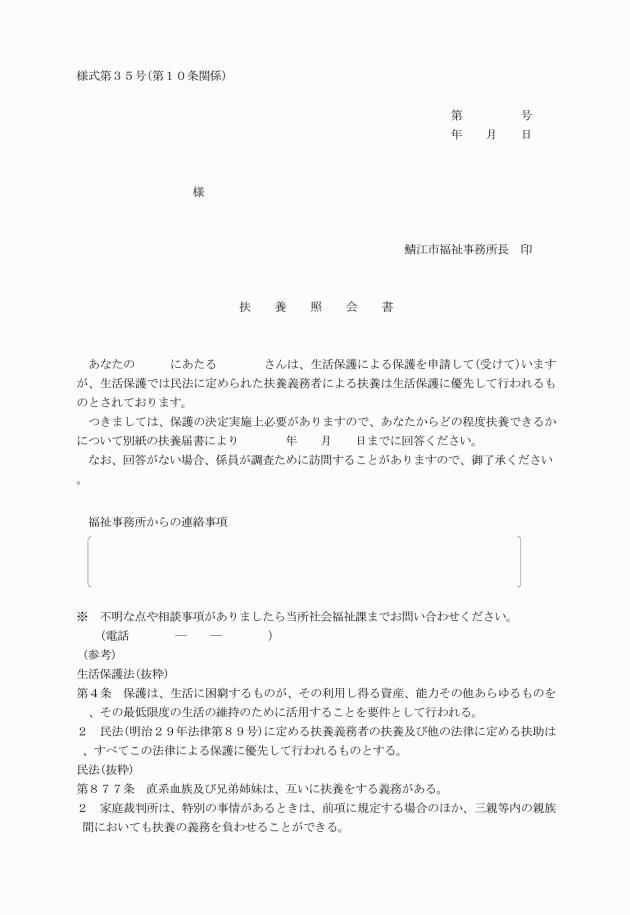 様式第３５号(第１０条関係)
第　　　　　号
年　　月　　日
様
鯖江市福祉事務所長　印
扶　養　照　会　書
あなたの　　　にあたる　　　　さんは、生活保護による保護を申請して(受けて)います
が、生活保護では民法に定められた扶養義務者による扶養は生活保護に優先して行われるも
のとされております。
つきましては、保護の決定実施上必要がありますので、あなたからどの程度扶養できるか
について別紙の扶養届書により　　　　年　　月　　日までに回答ください。
なお、回答がない場合、係員が調査ために訪問することがありますので、御了承ください
。
福祉事務所からの連絡事項
※　不明な点や相談事項がありましたら当所社会福祉課までお問い合わせください。
(電話　　　　―　　―　　　　)
(参考)
生活保護法(抜粋)
第４条　保護は、生活に困窮するものが、その利用し得る資産、能力その他あらゆるものを
、その最低限度の生活の維持のために活用することを要件として行われる。
２　民法(明治２９年法律第８９号)に定める扶養義務者の扶養及び他の法律に定める扶助は
、すべてこの法律による保護に優先して行われるものとする。
民法(抜粋)
第８７７条　直系血族及び兄弟姉妹は、互いに扶養をする義務がある。
２　家庭裁判所は、特別の事情があるときは、前項に規定する場合のほか、三親等内の親族
間においても扶養の義務を負わせることができる。